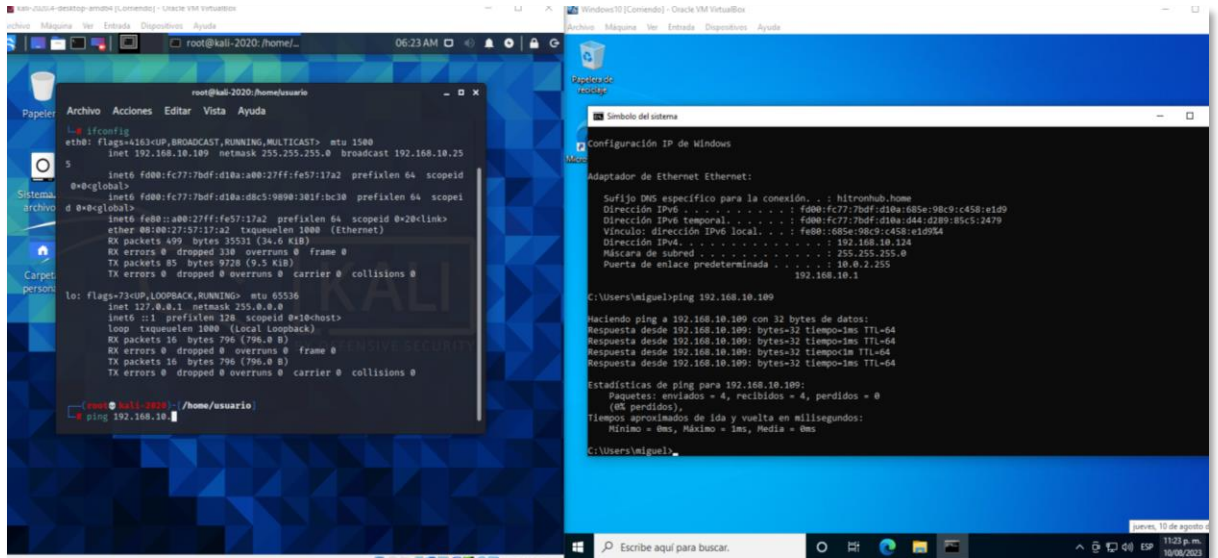 kali-2020.4-desktop-amd64 [Corriendo] - Oracle VM VirtualBox
Archivo Máquina Ver Entrada Dispositivos Ayuda
root@kali-2020: /home/...
06:23 AM
Papeler
Sistema
archivo
Carpet
persona
root@kali-2020: /home/usuario
Archivo Acciones Editar Vista Ayuda
└─# ifconfig
eth0: flags=4163<UP,BROADCAST,RUNNING,MULTICAST> mtu 1500
inet 192.168.10.109 netmask 255.255.255.0 broadcast 192.168.10.25
5
inet6 fd00:fc77:7bdf:d10a:a00:27ff:fe57:17a2 prefixlen 64 scopeid
0×0<global>
inet6 fd00:fc77:7bdf:d10a:d8c5:9890:301f:bc30 prefixlen 64 scopei
d 0×0<global>
inet6 fe80::a00:27ff:fe57:17a2 prefixlen 64 scopeid 0×20<link>
ether 08:00:27:57:17:a2 txqueuelen 1000 (Ethernet)
RX packets 499 bytes 35531 (34.6 KiB)
RX errors 0 dropped 330 overruns 0 frame 0
TX packets 85 bytes 9728 (9.5 KiB)
TX errors 0 dropped 0 overruns 0 carrier 0 collisions 0
lo: flags=73<UP,LOOPBACK,RUNNING> mtu 65536
inet 127.0.0.1 netmask 255.0.0.0
inet6 ::1 prefixlen 128 scopeid 0×10<host>
loop txqueuelen 1000 (Local Loopback)
RX packets 16 bytes 796 (796.0 B)
RX errors 0 dropped 0 overruns 0 frame 0
TX packets 16 bytes 796 (796.0 B)
TX errors 0 dropped 0 overruns 0 carrier 0 collisions 0
┌──(root💀kali-2020)-[/home/usuario]
└─# ping 192.168.10.
KALI
OFFENSIVE SECURITY
Windows10 [Corriendo] - Oracle VM VirtualBox
Archivo Máquina Ver Entrada Dispositivos Ayuda
Papelera de
reciclaje
Micro
Símbolo del sistema
Configuración IP de Windows
Adaptador de Ethernet Ethernet:
Sufijo DNS específico para la conexión. . : hitronhub.home
Dirección IPv6 . . . . . . . . . . : fd00:fc77:7bdf:d10a:685e:98c9:c458:e1d9
Dirección IPv6 temporal. . . . . . : fd00:fc77:7bdf:d10a:d44:d289:85c5:2479
Vínculo: dirección IPv6 local. . . : fe80::685e:98c9:c458:e1d9%4
Dirección IPv4. . . . . . . . . . . . . . : 192.168.10.124
Máscara de subred . . . . . . . . . . . . : 255.255.255.0
Puerta de enlace predeterminada . . . . . : 10.0.2.255
192.168.10.1
C:\Users\miguel>ping 192.168.10.109
Haciendo ping a 192.168.10.109 con 32 bytes de datos:
Respuesta desde 192.168.10.109: bytes=32 tiempo=1ms TTL=64
Respuesta desde 192.168.10.109: bytes=32 tiempo=1ms TTL=64
Respuesta desde 192.168.10.109: bytes=32 tiempo<1m TTL=64
Respuesta desde 192.168.10.109: bytes=32 tiempo=1ms TTL=64
Estadísticas de ping para 192.168.10.109:
Paquetes: enviados = 4, recibidos = 4, perdidos = 0
(0% perdidos),
Tiempos aproximados de ida y vuelta en milisegundos:
Mínimo = 0ms, Máximo = 1ms, Media = 0ms
C:\Users\miguel>
jueves, 10 de agosto d
Escribe aquí para buscar.
ESP
11:23 p. m.
10/08/2023